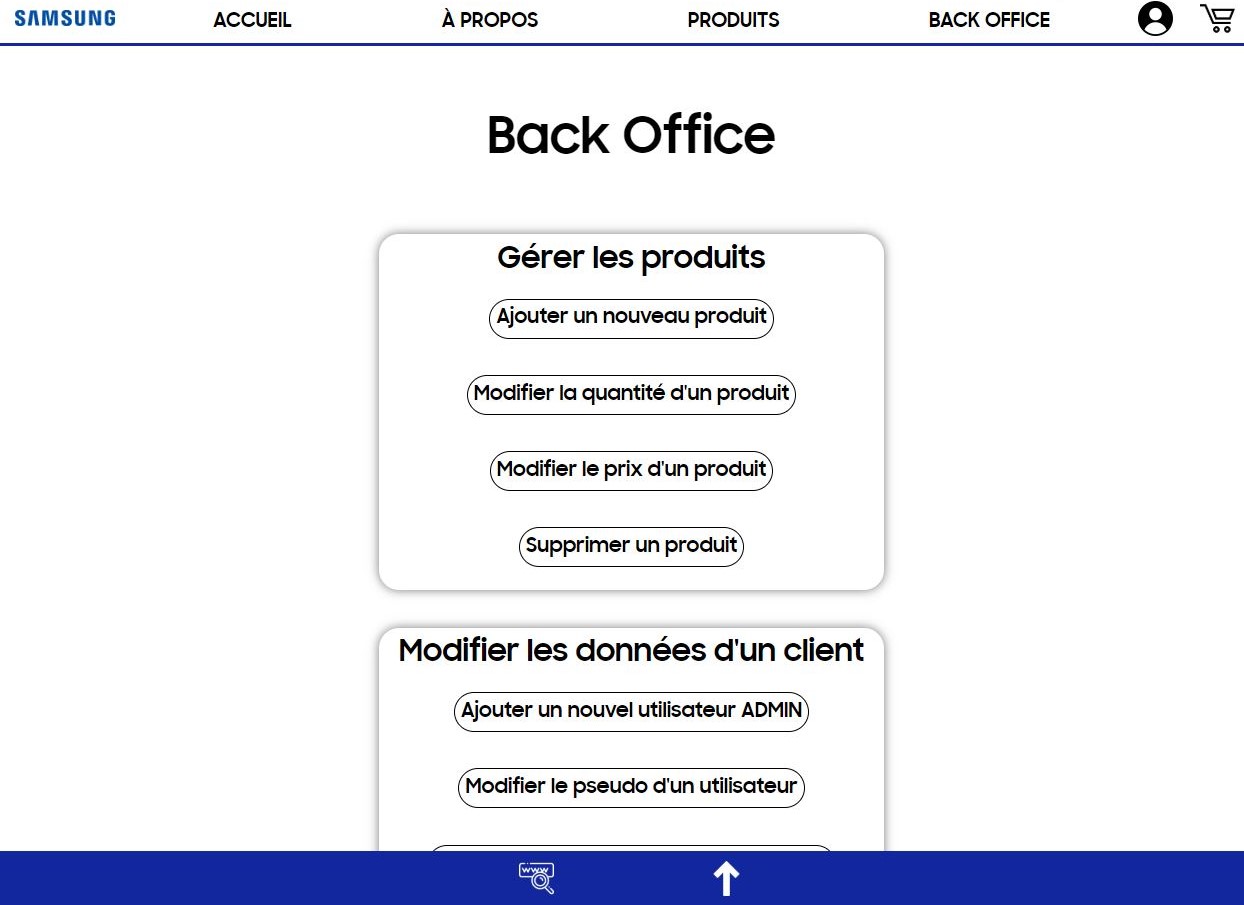 SAMSUNG
ACCUEIL
À PROPOS
PRODUITS
BACK OFFICE
Back Office
Gérer les produits
Ajouter un nouveau produit
Modifier la quantité d'un produit
Modifier le prix d'un produit
Supprimer un produit
Modifier les données d'un client
Ajouter un nouvel utilisateur ADMIN
Modifier le pseudo d'un utilisateur
www